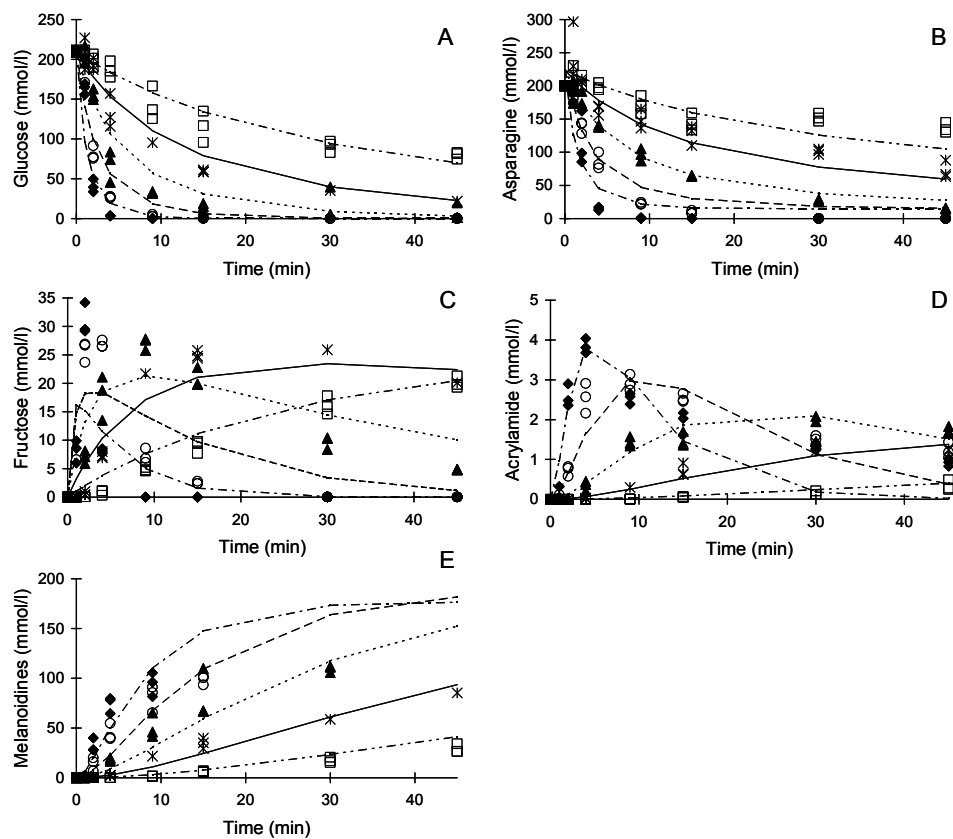 A
Glucose (mmol/l)
250
200
150
100
50
0
0 10 20 30 40
Time (min)
B
Asparagine (mmol/l)
300
250
200
150
100
50
0
0 10 20 30 40
Time (min)
C
Fructose (mmol/l)
35
30
25
20
15
10
5
0
0 10 20 30 40
Time (min)
D
Acrylamide (mmol/l)
5
4
3
2
1
0
0 10 20 30 40
Time (min)
E
Melanoidines (mmol/l)
200
150
100
50
0
0 10 20 30 40
Time (min)